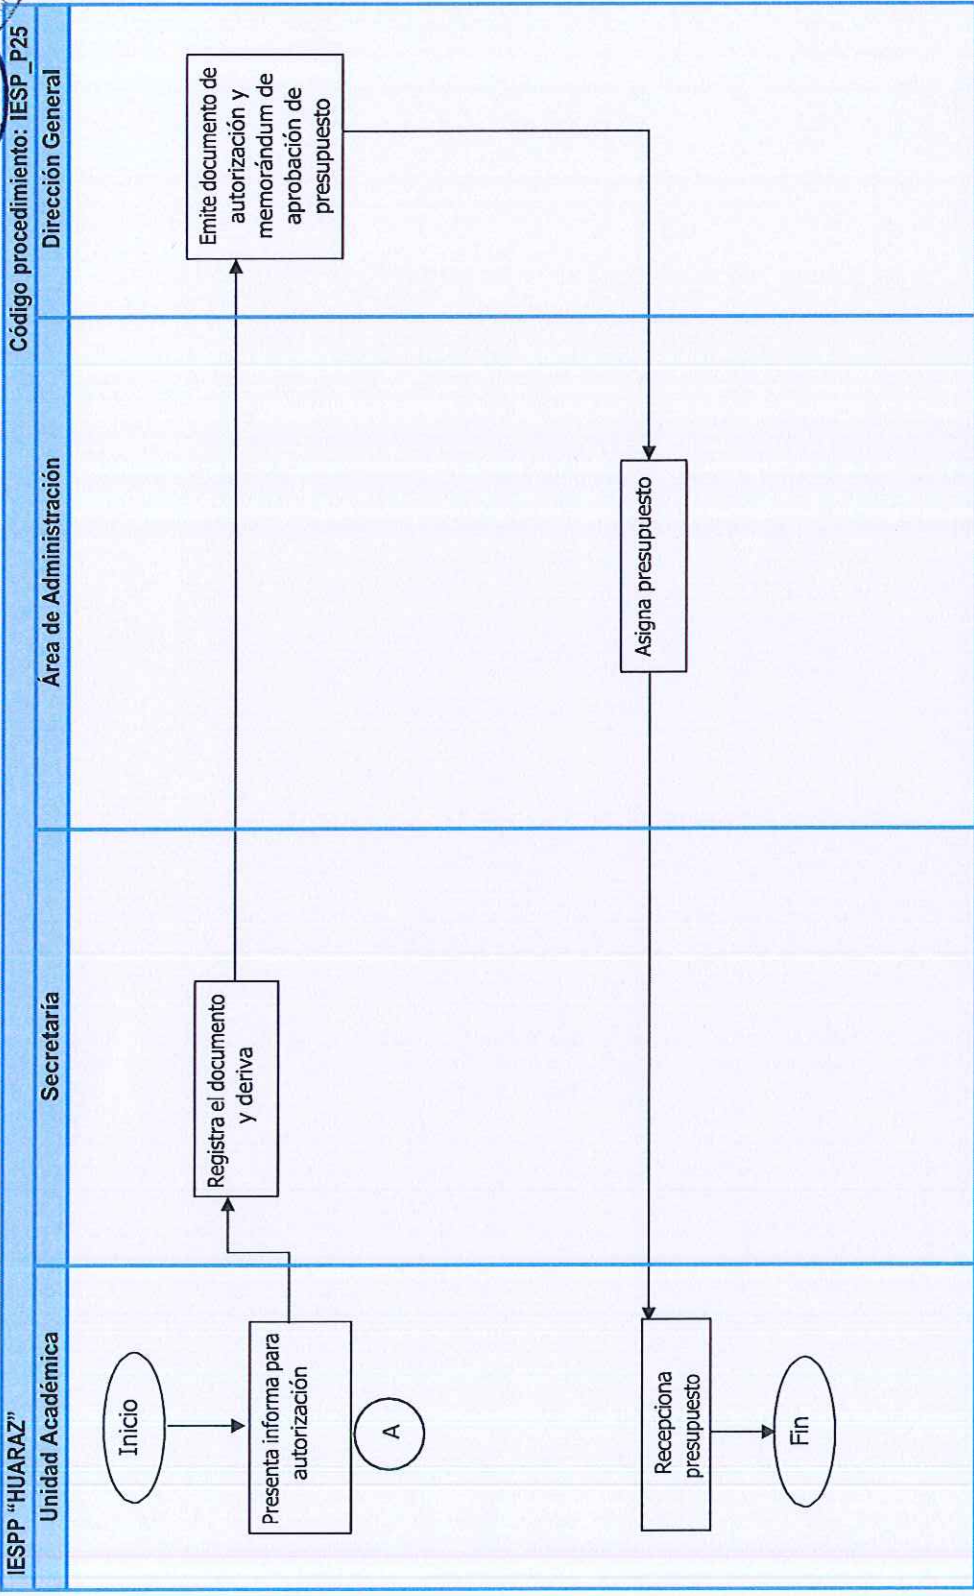 IESPP “HUARAZ”
Código procedimiento: IESP_P25
Unidad Académica
Secretaría
Área de Administración
Dirección General
Inicio
Presenta informa para
autorización
A
Registra el documento
y deriva
Emite documento de
autorización y
memorándum de
aprobación de
presupuesto
Asigna presupuesto
Recepciona
presupuesto
Fin